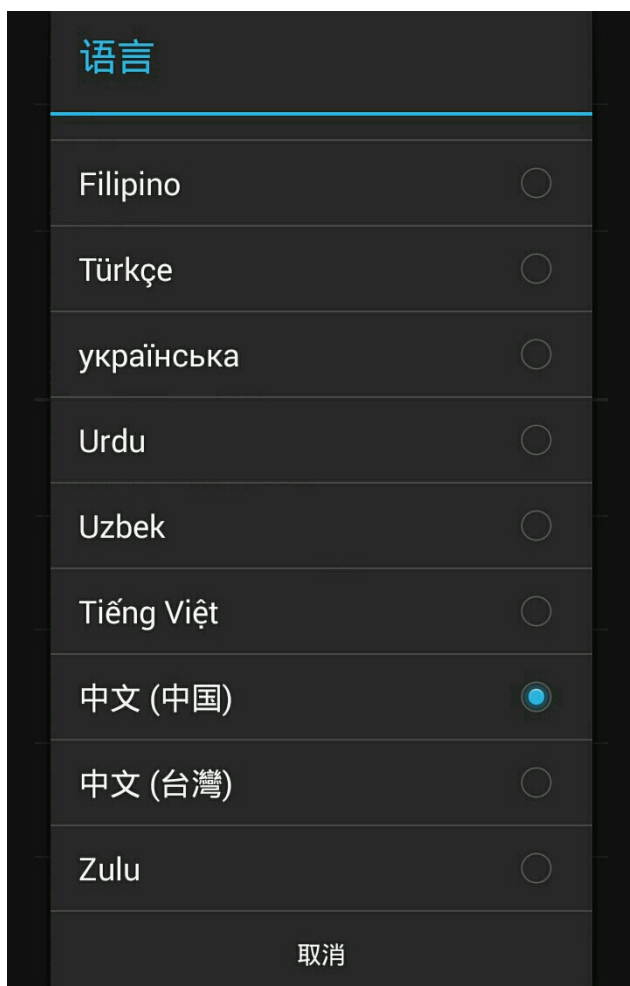 语言
Filipino
Türkçe
українська
Urdu
Uzbek
Tiếng Việt
中文 (中国)
中文 (台灣)
Zulu
取消